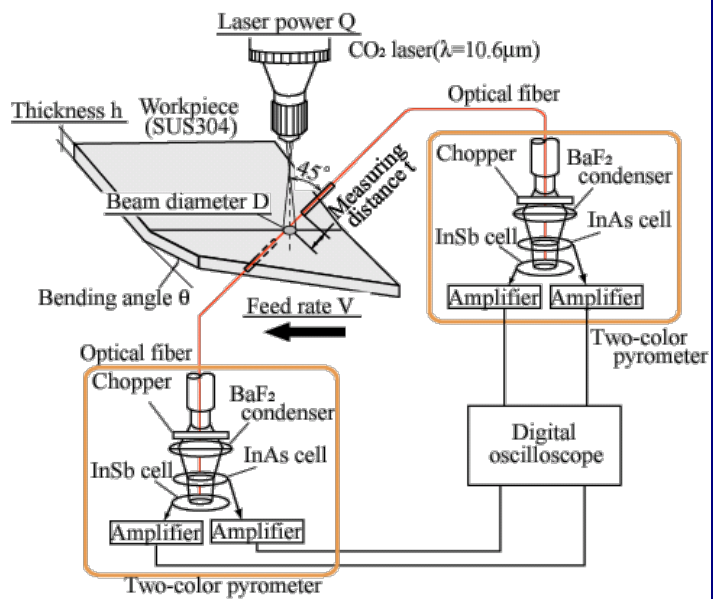 Laser power Q
CO₂ laser(λ=10.6μm)
Optical fiber
Thickness h
Workpiece
(SUS304)
45°
Measuring
distance t
Chopper
BaF₂
condenser
Beam diameter D
InSb cell
InAs cell
Bending angle θ
Amplifier
Amplifier
Feed rate V
Two-color
pyrometer
Optical fiber
Chopper
BaF₂
condenser
Digital
oscilloscope
InSb cell
InAs cell
Amplifier
Amplifier
Two-color pyrometer